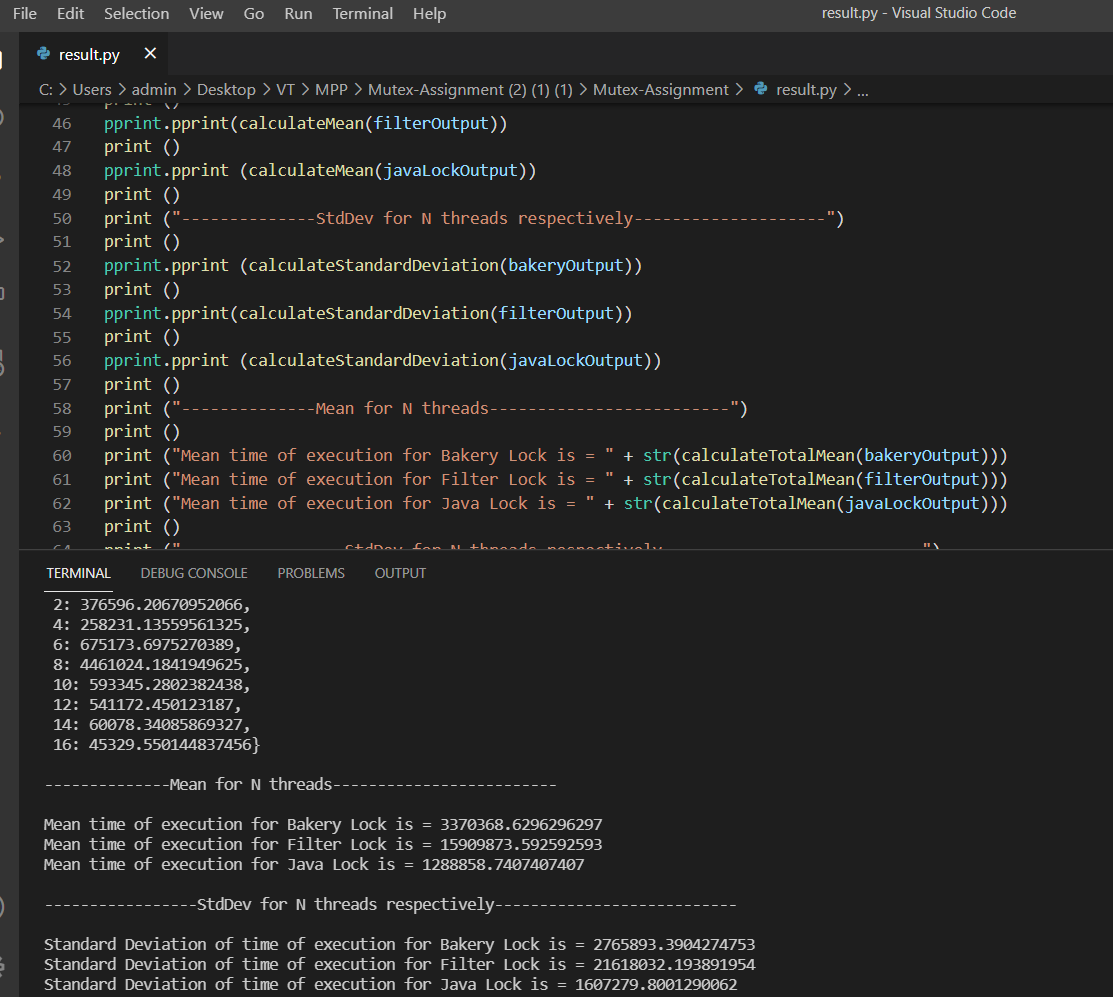 File Edit Selection View Go Run Terminal Help result.py - Visual Studio Code
result.py ×
C: > Users > admin > Desktop > VT > MPP > Mutex-Assignment (2) (1) (1) > Mutex-Assignment > result.py > ...
46 pprint.pprint(calculateMean(filterOutput))
47 print ()
48 pprint.pprint (calculateMean(javaLockOutput))
49 print ()
50 print ("--------------StdDev for N threads respectively--------------------")
51 print ()
52 pprint.pprint (calculateStandardDeviation(bakeryOutput))
53 print ()
54 pprint.pprint(calculateStandardDeviation(filterOutput))
55 print ()
56 pprint.pprint (calculateStandardDeviation(javaLockOutput))
57 print ()
58 print ("--------------Mean for N threads-------------------------")
59 print ()
60 print ("Mean time of execution for Bakery Lock is = " + str(calculateTotalMean(bakeryOutput)))
61 print ("Mean time of execution for Filter Lock is = " + str(calculateTotalMean(filterOutput)))
62 print ("Mean time of execution for Java Lock is = " + str(calculateTotalMean(javaLockOutput)))
63 print ()
TERMINAL DEBUG CONSOLE PROBLEMS OUTPUT
2: 376596.20670952066,
4: 258231.13559561325,
6: 675173.6975270389,
8: 4461024.1841949625,
10: 593345.2802382438,
12: 541172.450123187,
14: 60078.34085869327,
16: 45329.550144837456}
--------------Mean for N threads-------------------------
Mean time of execution for Bakery Lock is = 3370368.6296296297
Mean time of execution for Filter Lock is = 15909873.592592593
Mean time of execution for Java Lock is = 1288858.7407407407
-----------------StdDev for N threads respectively---------------------------
Standard Deviation of time of execution for Bakery Lock is = 2765893.3904274753
Standard Deviation of time of execution for Filter Lock is = 21618032.193891954
Standard Deviation of time of execution for Java Lock is = 1607279.8001290062